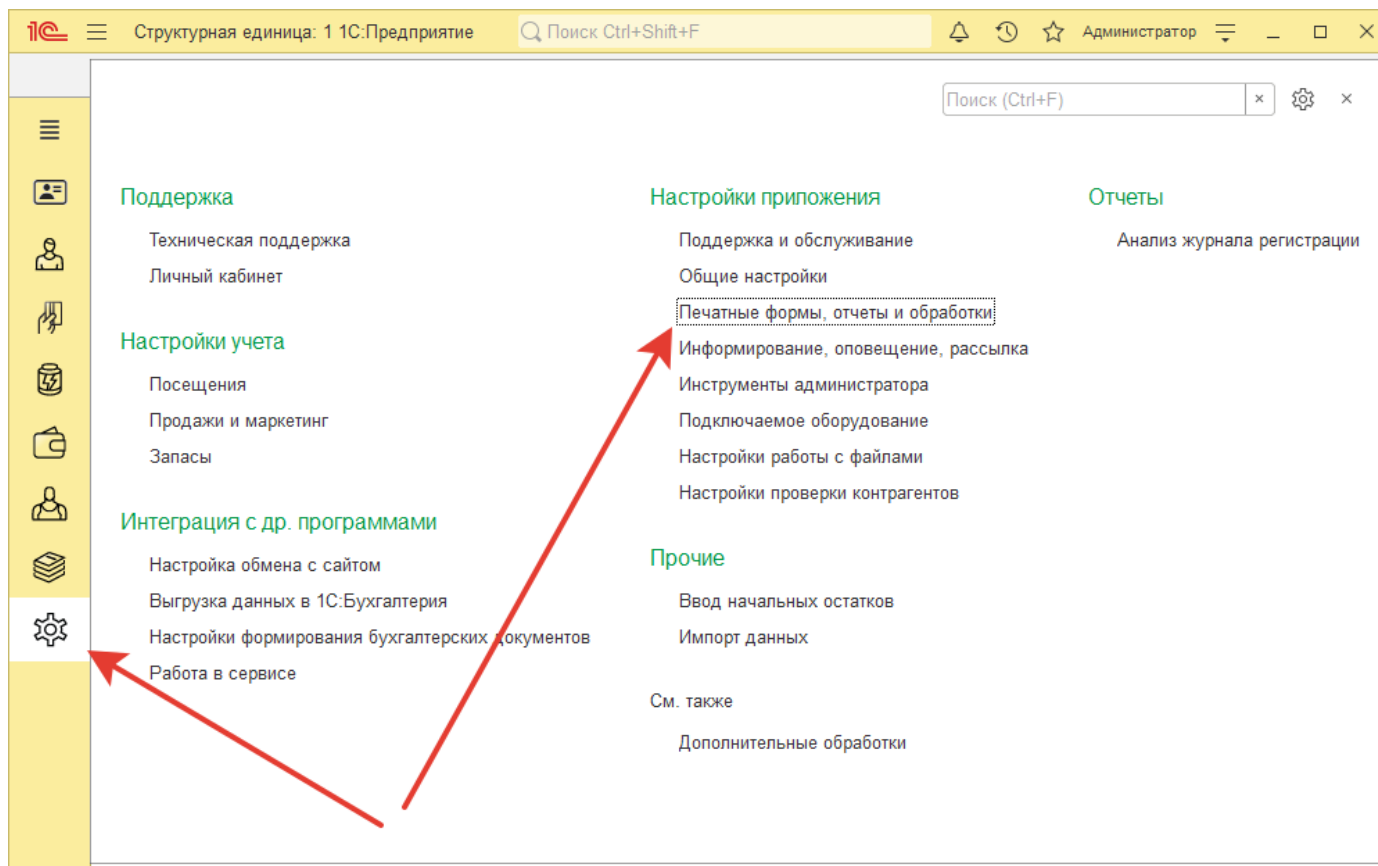 1С Структурная единица: 1 1С:Предприятие Поиск Ctrl+Shift+F Администратор
Поиск (Ctrl+F)
Поддержка
Техническая поддержка
Личный кабинет
Настройки учета
Посещения
Продажи и маркетинг
Запасы
Интеграция с др. программами
Настройка обмена с сайтом
Выгрузка данных в 1С:Бухгалтерия
Настройки формирования бухгалтерских документов
Работа в сервисе
Настройки приложения
Поддержка и обслуживание
Общие настройки
Печатные формы, отчеты и обработки
Информирование, оповещение, рассылка
Инструменты администратора
Подключаемое оборудование
Настройки работы с файлами
Настройки проверки контрагентов
Прочие
Ввод начальных остатков
Импорт данных
См. также
Дополнительные обработки
Отчеты
Анализ журнала регистрации